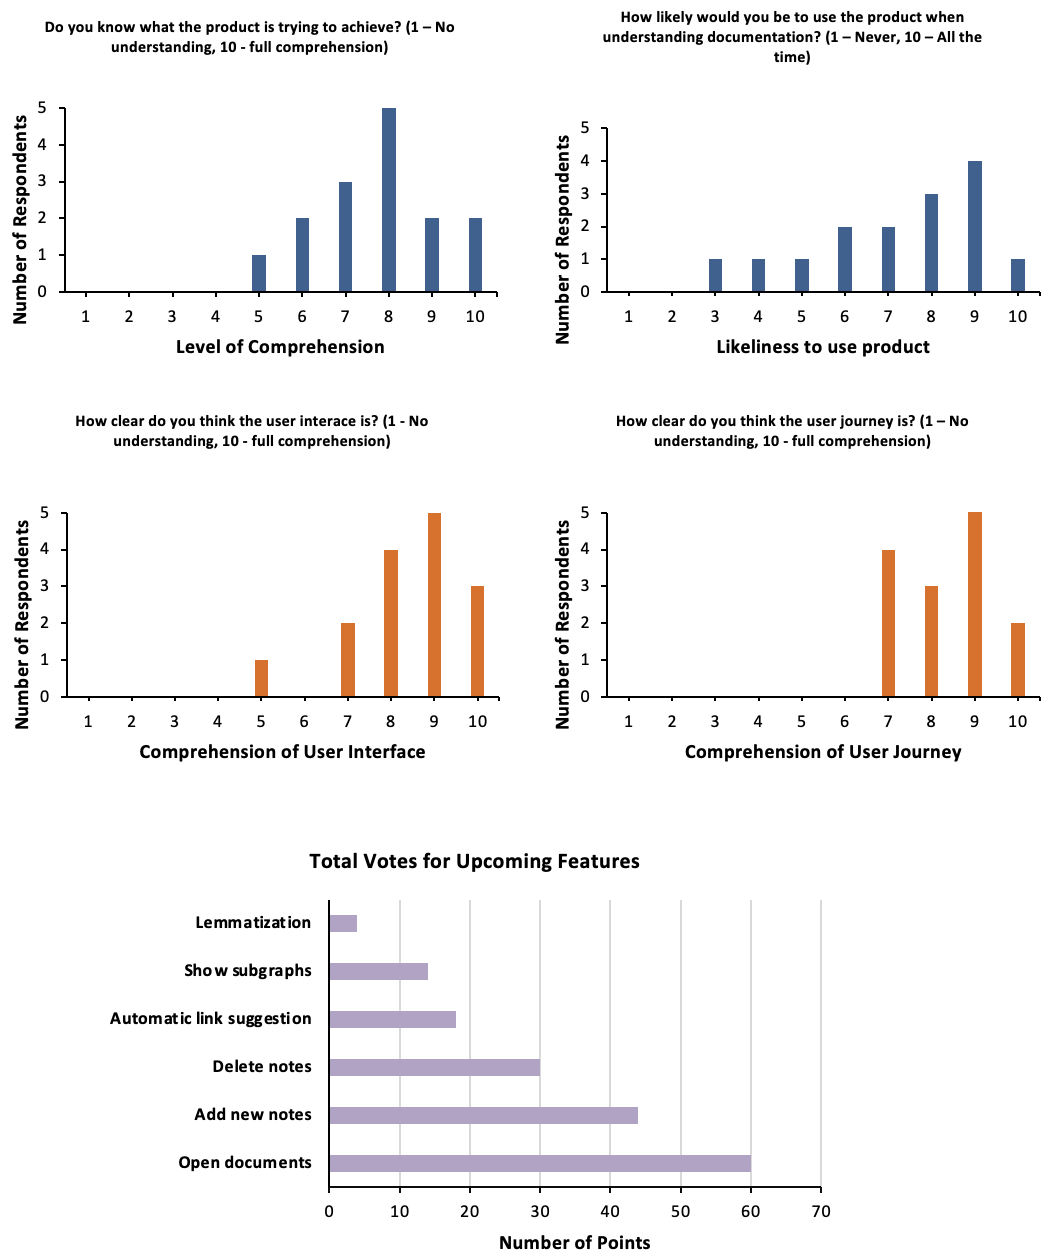 Do you know what the product is trying to achieve? (1 – No
understanding, 10 - full comprehension)
5
4
3
2
1
0
Number of Respondents
1 2 3 4 5 6 7 8 9 10
Level of Comprehension
How likely would you be to use the product when
understanding documentation? (1 – Never, 10 – All the
time)
5
4
3
2
1
0
Number of Respondents
1 2 3 4 5 6 7 8 9 10
Likeliness to use product
How clear do you think the user interace is? (1 - No
understanding, 10 - full comprehension)
5
4
3
2
1
0
Number of Respondents
1 2 3 4 5 6 7 8 9 10
Comprehension of User Interface
How clear do you think the user journey is? (1 – No
understanding, 10 - full comprehension)
5
4
3
2
1
0
Number of Respondents
1 2 3 4 5 6 7 8 9 10
Comprehension of User Journey
Total Votes for Upcoming Features
Lemmatization
Show subgraphs
Automatic link suggestion
Delete notes
Add new notes
Open documents
0 10 20 30 40 50 60 70
Number of Points